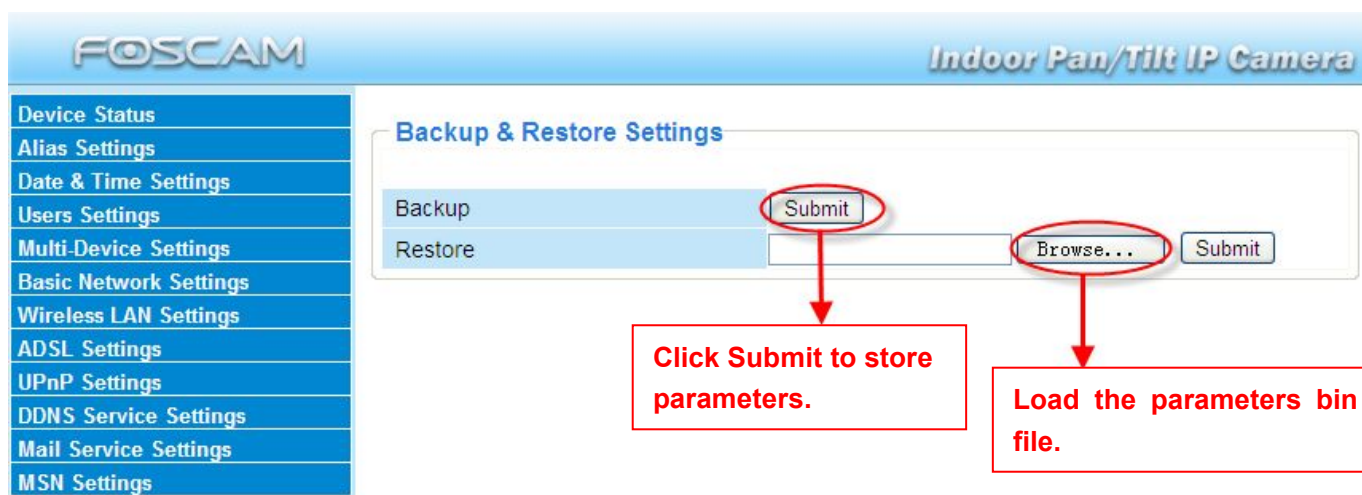 FOSCAM
Indoor Pan/Tilt IP Camera
Device Status
Alias Settings
Date & Time Settings
Users Settings
Multi-Device Settings
Basic Network Settings
Wireless LAN Settings
ADSL Settings
UPnP Settings
DDNS Service Settings
Mail Service Settings
MSN Settings
Backup & Restore Settings
Backup Submit
Restore Browse... Submit
Click Submit to store
parameters.
Load the parameters bin
file.